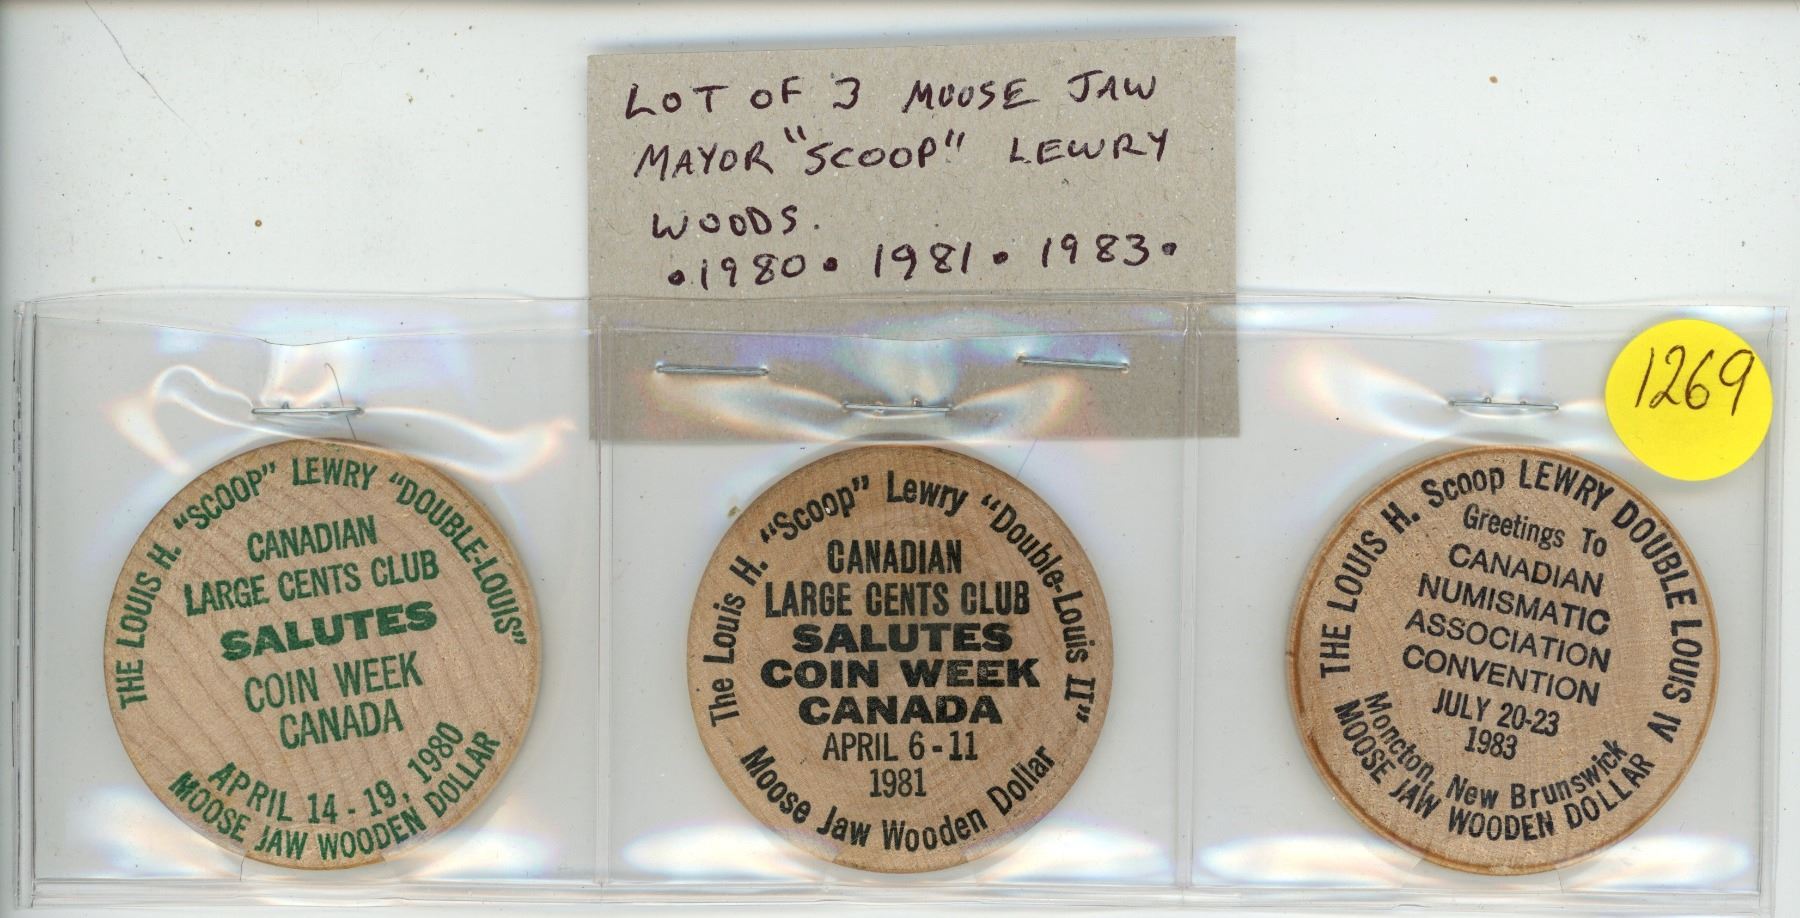 LOT OF 3 MOOSE JAW
MAYOR "SCOOP" LEWRY
WOODS.
•1980• 1981• 1983•
1269
THE LOUIS H. "SCOOP" LEWRY "DOUBLE-LOUIS"
CANADIAN
LARGE CENTS CLUB
SALUTES
COIN WEEK
CANADA
APRIL 14-19, 1980
MOOSE JAW WOODEN DOLLAR
The Louis H. "Scoop" Lewry "Double-Louis II"
CANADIAN
LARGE CENTS CLUB
SALUTES
COIN WEEK
CANADA
APRIL 6-11
1981
Moose Jaw Wooden Dollar
THE LOUIS H. Scoop LEWRY DOUBLE LOUIS IV
Greetings To
CANADIAN
NUMISMATIC
ASSOCIATION
CONVENTION
JULY 20-23
1983
Moncton, New Brunswick
MOOSE JAW WOODEN DOLLAR